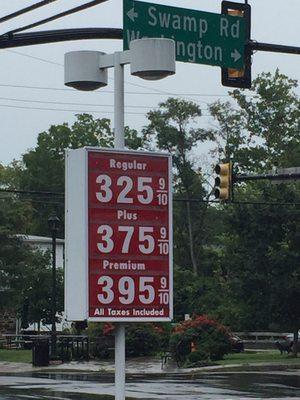 Swamp Rd
Washington
Regular
325 9/10
Plus
375 9/10
Premium
395 9/10
All Taxes Included